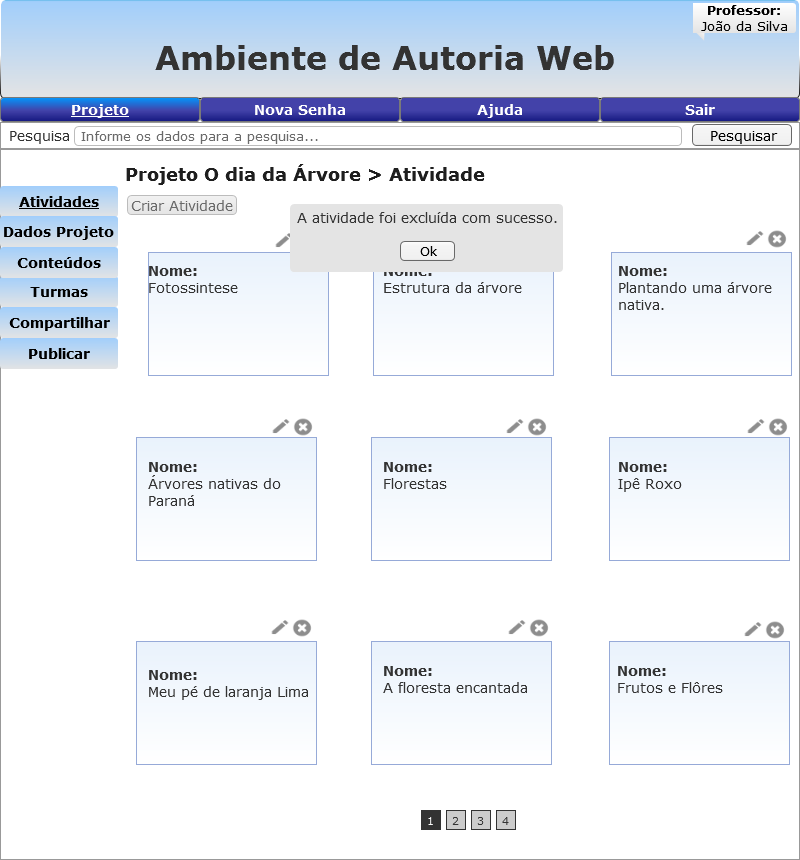 Professor:
João da Silva
Ambiente de Autoria Web
Projeto Nova Senha Ajuda Sair
Pesquisa Informe os dados para a pesquisa... Pesquisar
Projeto O dia da Árvore > Atividade
Atividades
Dados Projeto
Conteúdos
Turmas
Compartilhar
Publicar
Criar Atividade
A atividade foi excluída com sucesso.
Ok
Nome:
Fotossintese
Nome:
Estrutura da árvore
Nome:
Plantando uma árvore
nativa.
Nome:
Árvores nativas do
Paraná
Nome:
Florestas
Nome:
Ipê Roxo
Nome:
Meu pé de laranja Lima
Nome:
A floresta encantada
Nome:
Frutos e Flôres
1 2 3 4